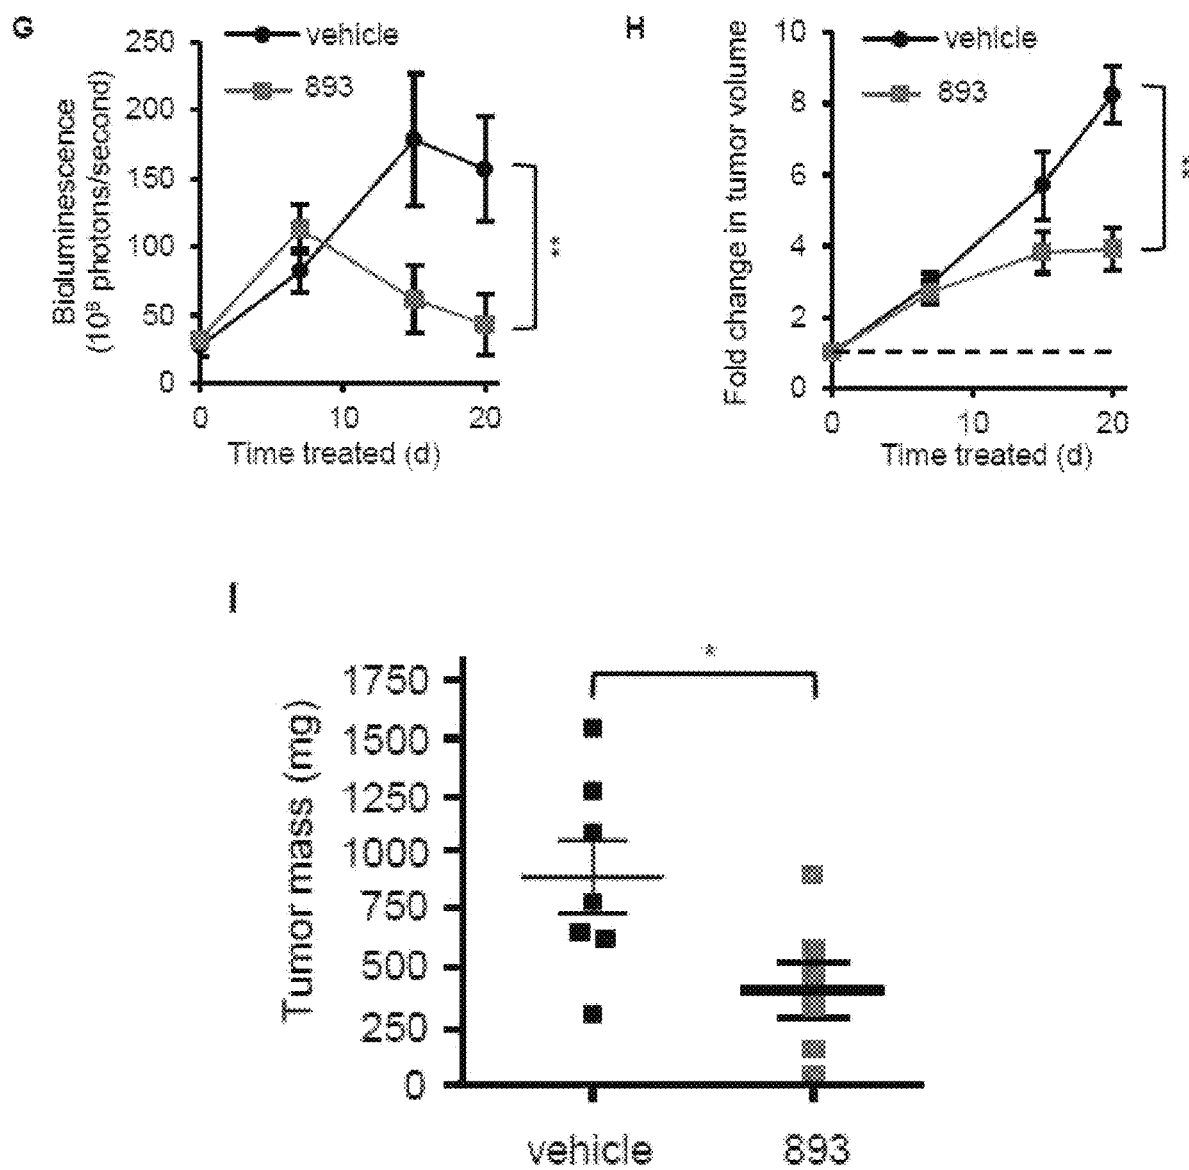 G
vehicle
893
Bioluminescence
(10⁸ photons/second)
250
200
150
100
50
0
**
0 10 20
Time treated (d)
H
vehicle
893
Fold change in tumor volume
10
8
6
4
2
0
**
0 10 20
Time treated (d)
I
*
Tumor mass (mg)
1750
1500
1250
1000
750
500
250
0
vehicle 893